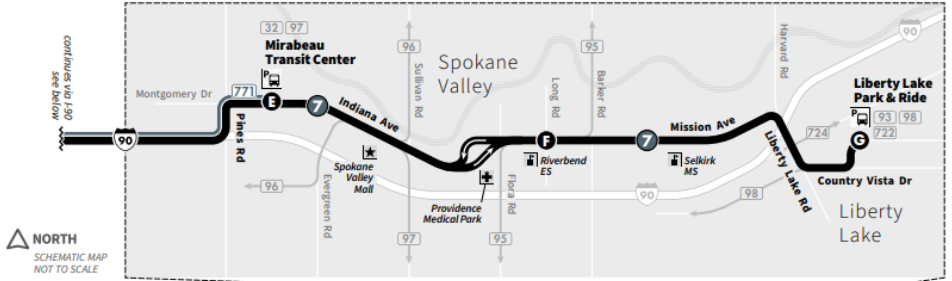 32 97
Mirabeau
Transit Center
P
771
E
7
Montgomery Dr
continues via I-90
see below
90
Pines Rd
Indiana Ave
96
Sullivan Rd
Spokane
Valley
95
Long Rd
Barker Rd
Harvard Rd
90
Liberty Lake
Park & Ride
P
93 98
724
722
G
F
7
Mission Ave
Riverbend
ES
Selkirk
MS
Liberty Lake Rd
Country Vista Dr
Spokane
Valley
Mall
96
Evergreen Rd
Providence
Medical Park
Flora Rd
90
98
97
95
Liberty
Lake
NORTH
SCHEMATIC MAP
NOT TO SCALE